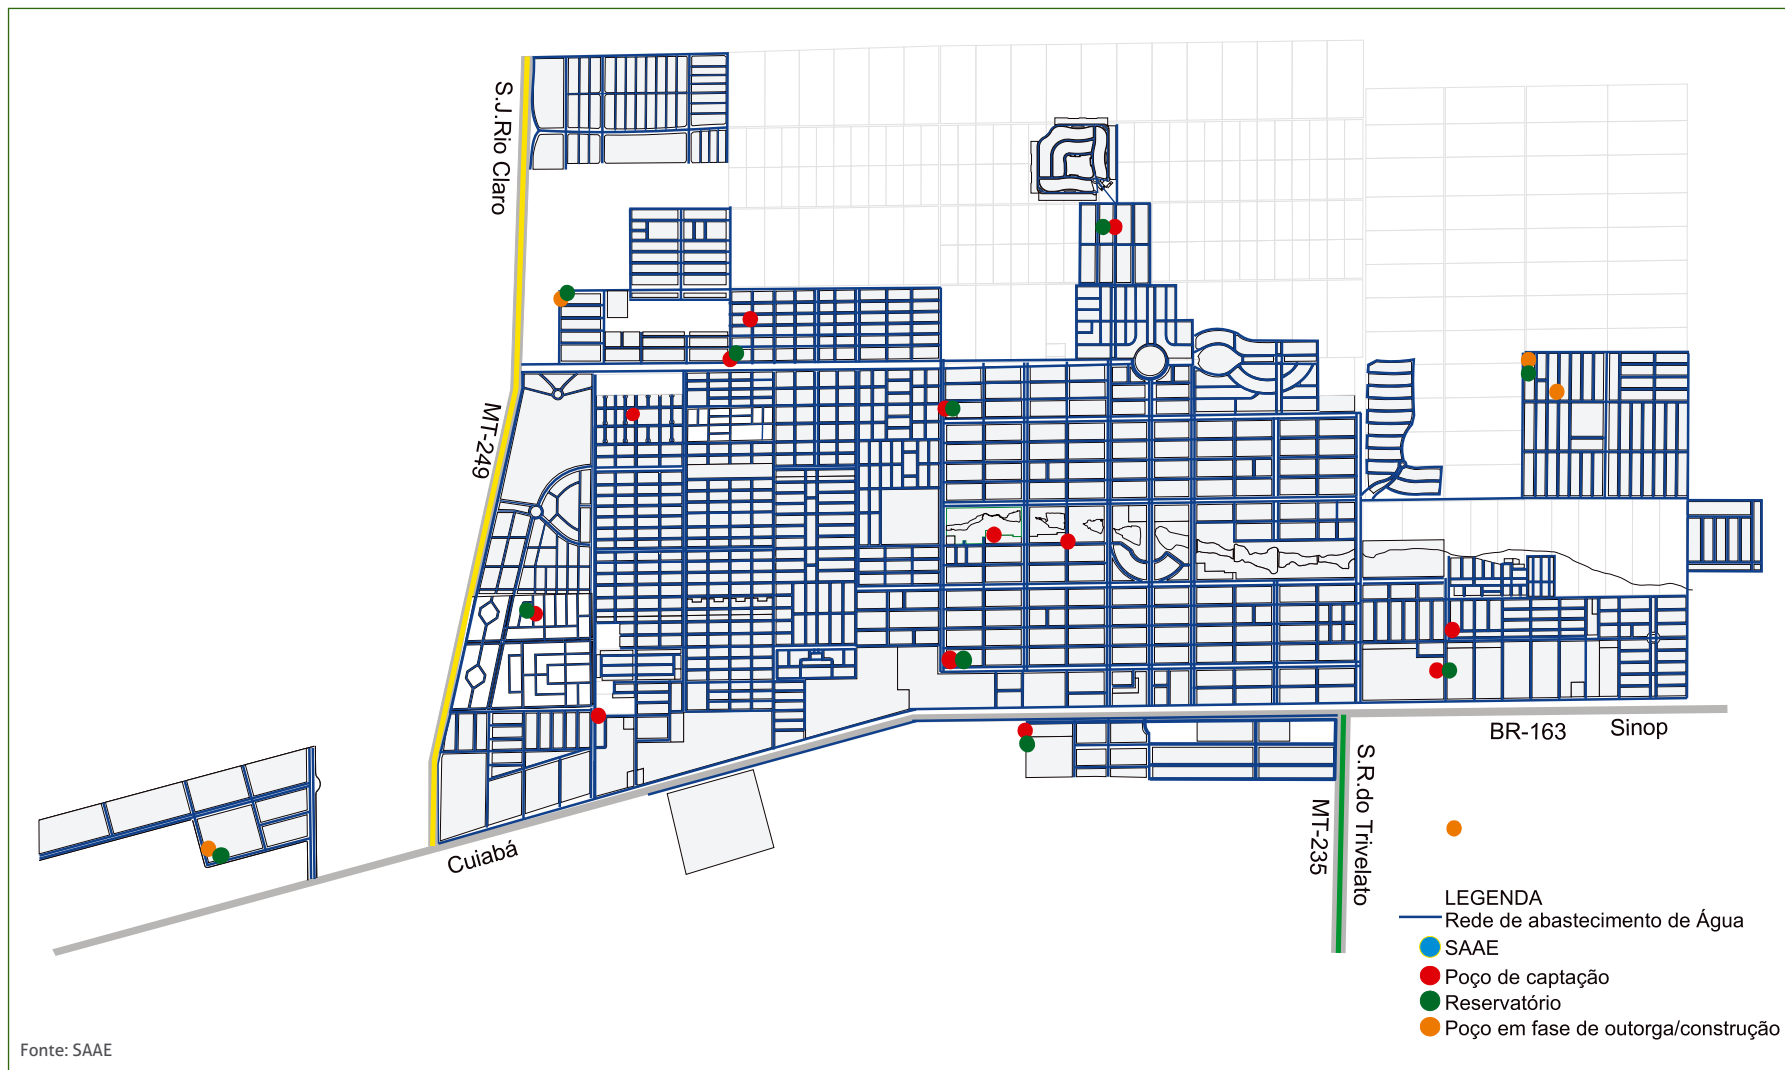 S.J.Rio Claro
MT-249
Cuiabá
BR-163
Sinop
S.R.do Trivelato
MT-235
LEGENDA
Rede de abastecimento de Água
SAAE
Poço de captação
Reservatório
Poço em fase de outorga/construção
Fonte: SAAE